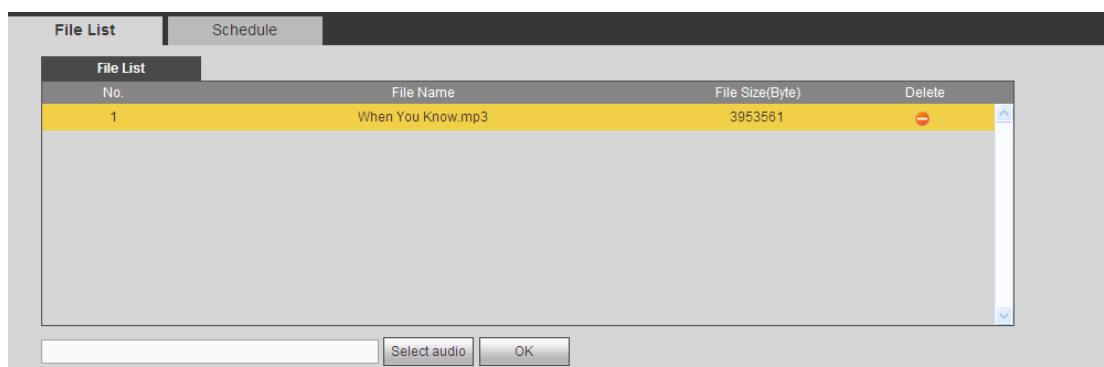 File List Schedule
File List
No. File Name File Size(Byte) Delete
1 When You Know.mp3 3953561
Select audio OK